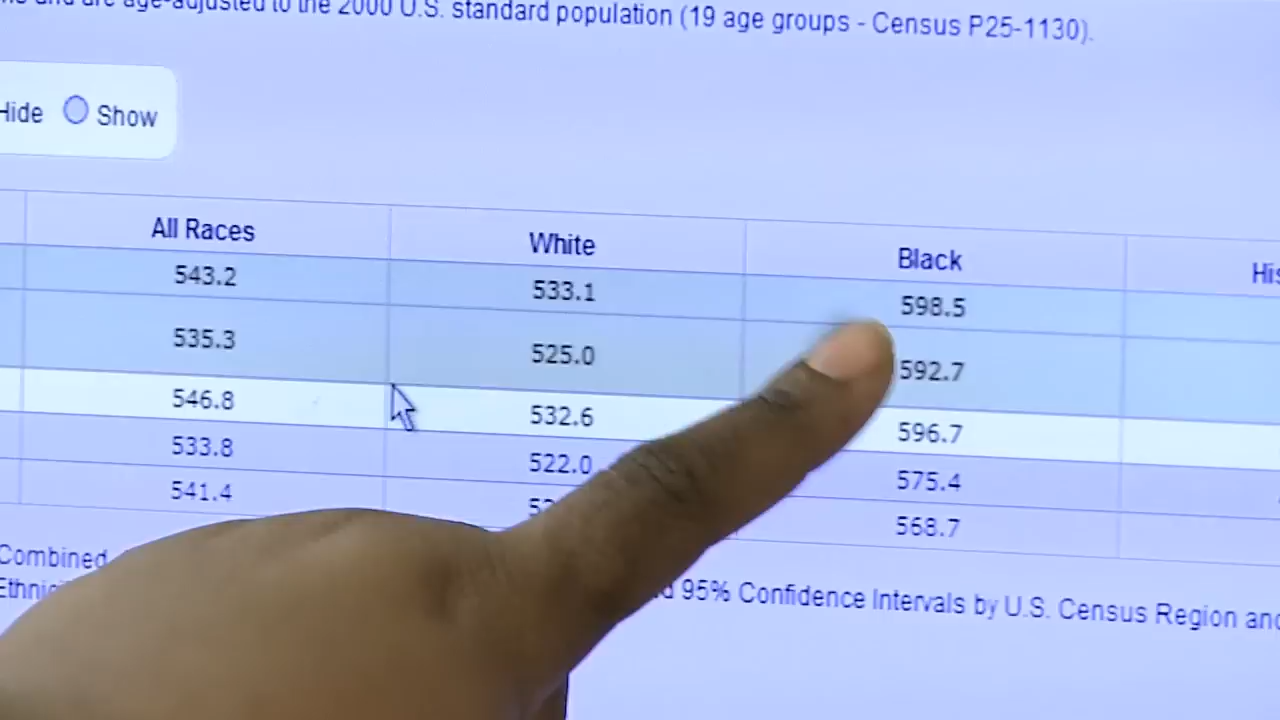 are age-adjusted to the 2000 U.S. standard population (19 age groups - Census P25-1130).
Hide Show
All Races White Black
543.2 533.1 598.5
535.3 525.0 592.7
546.8 532.6 596.7
533.8 522.0 575.4
541.4 568.7
Combined
95% Confidence Intervals by U.S. Census Region and